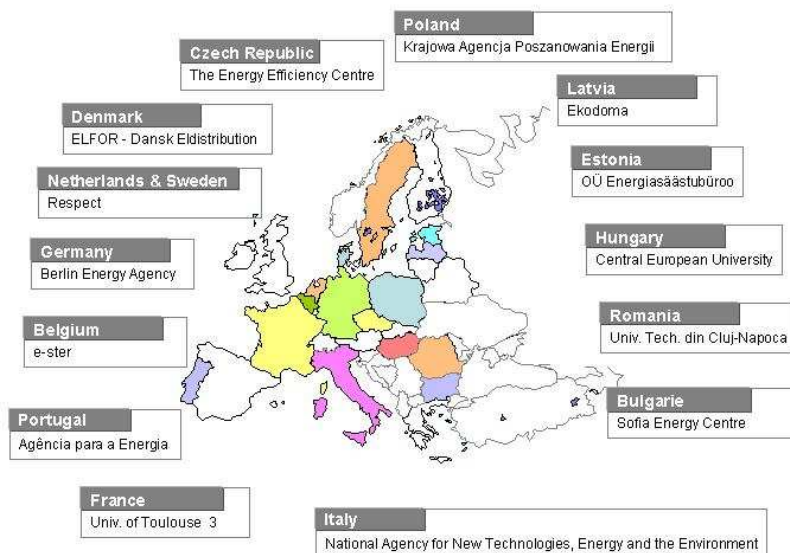 Poland
Krajowa Agencja Poszanowania Energii
Czech Republic
The Energy Efficiency Centre
Latvia
Ekodoma
Denmark
ELFOR - Dansk Eldistribution
Estonia
OÜ Energiasäästubüroo
Netherlands & Sweden
Respect
Hungary
Central European University
Germany
Berlin Energy Agency
Romania
Univ. Tech. din Cluj-Napoca
Belgium
e-ster
Bulgarie
Sofia Energy Centre
Portugal
Agência para a Energia
France
Univ. of Toulouse 3
Italy
National Agency for New Technologies, Energy and the Environment